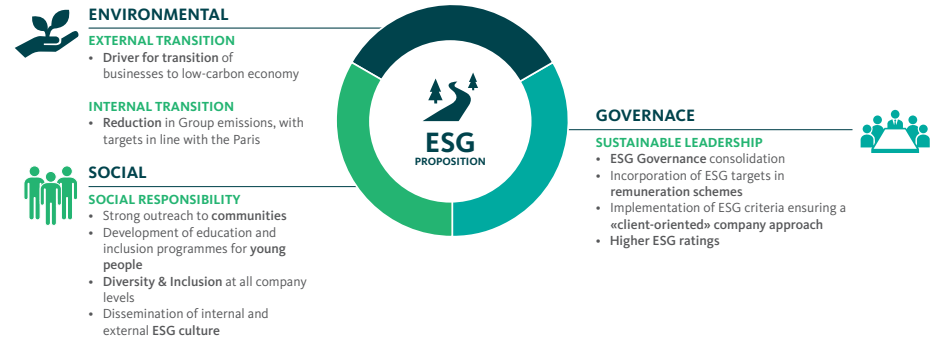 ENVIRONMENTAL
EXTERNAL TRANSITION
• Driver for transition of
businesses to low-carbon economy
INTERNAL TRANSITION
• Reduction in Group emissions, with
targets in line with the Paris
SOCIAL
SOCIAL RESPONSIBILITY
• Strong outreach to communities
• Development of education and
inclusion programmes for young
people
• Diversity & Inclusion at all company
levels
• Dissemination of internal and
external ESG culture
ESG
PROPOSITION
GOVERNACE
SUSTAINABLE LEADERSHIP
• ESG Governance consolidation
• Incorporation of ESG targets in
remuneration schemes
• Implementation of ESG criteria ensuring a
«client-oriented» company approach
• Higher ESG ratings